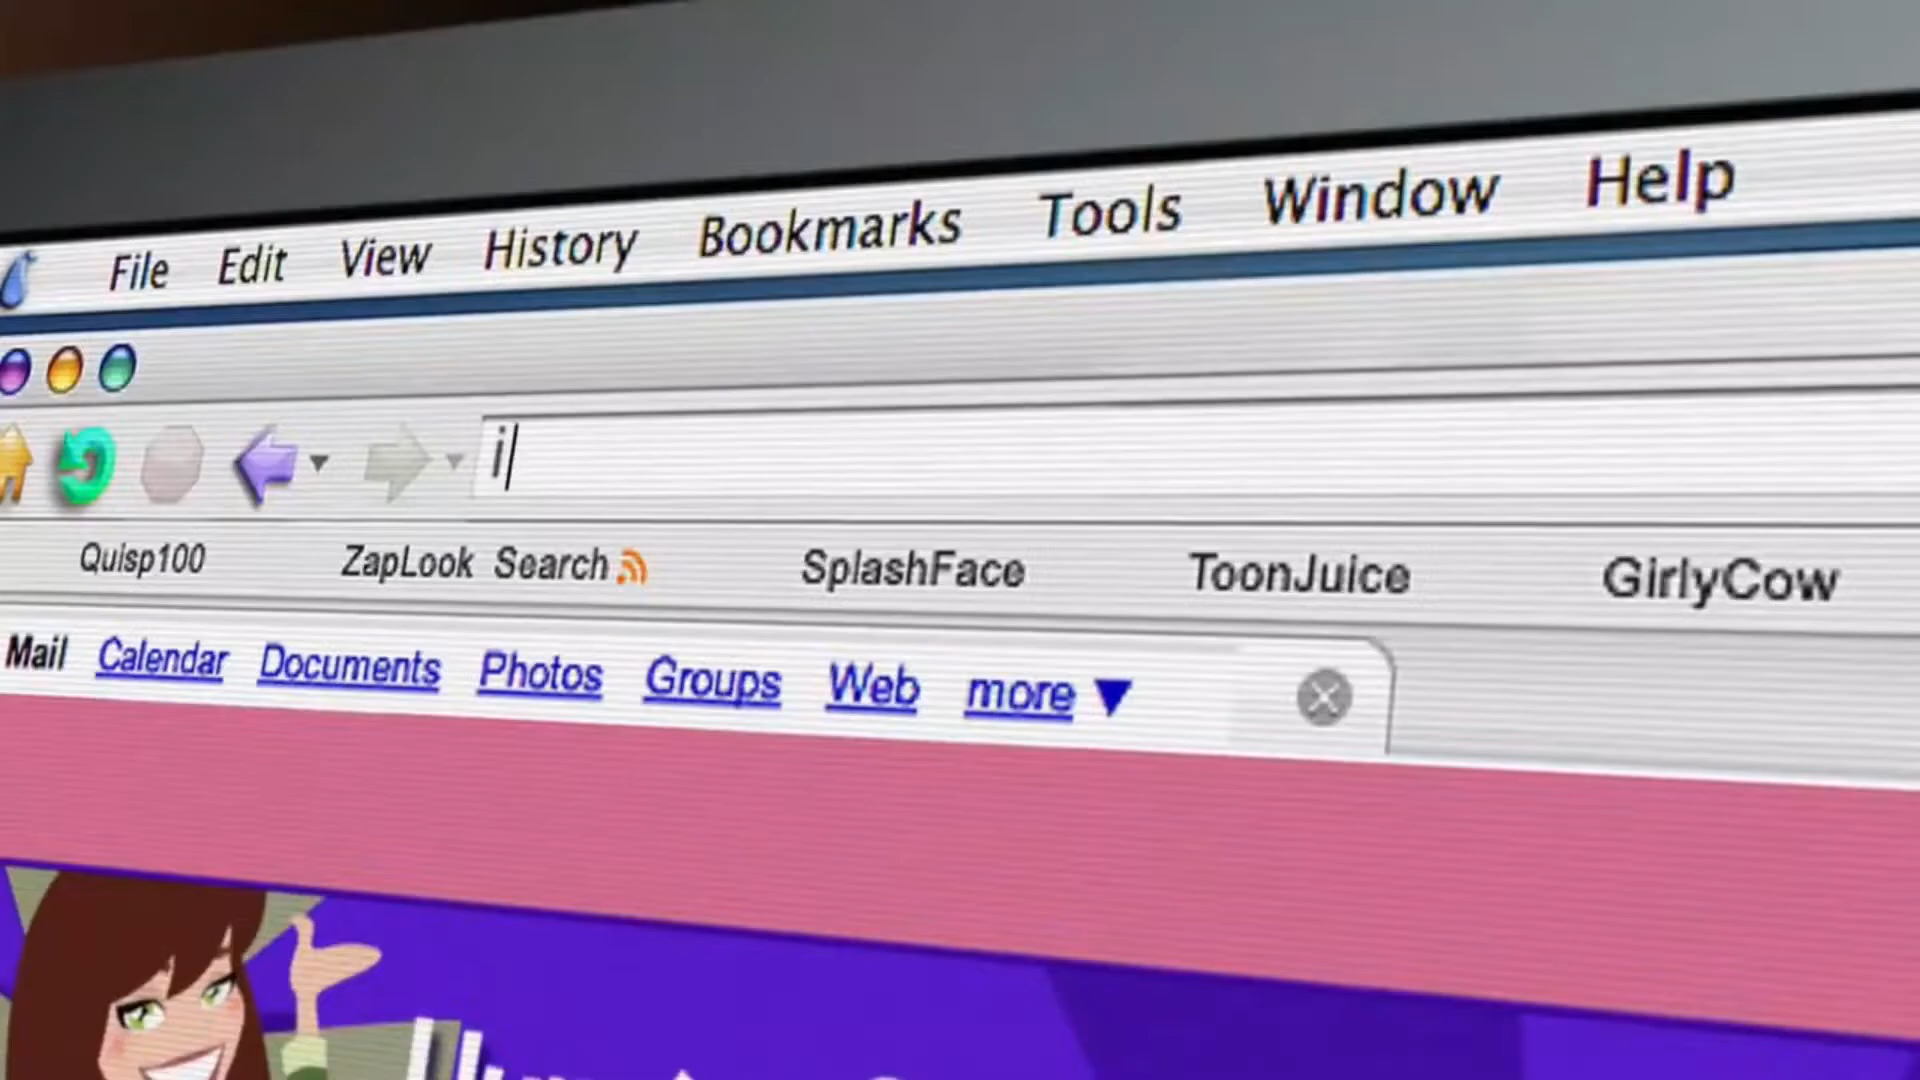 File Edit View History Bookmarks Tools Window Help
i
Quisp100 ZapLook Search SplashFace ToonJuice GirlyCow
Mail Calendar Documents Photos Groups Web more